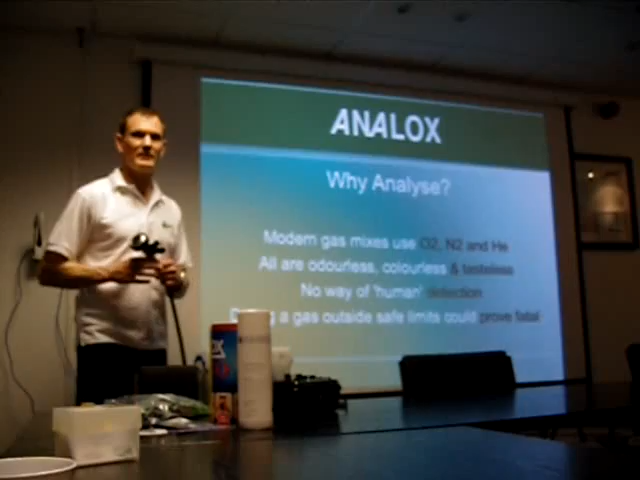 ANALOX
Why Analyse?
Modern gas mixes use O2, N2 and He
All are odourless, colourless & tasteless
No way of 'human' detection
a gas outside safe limits could prove fatal